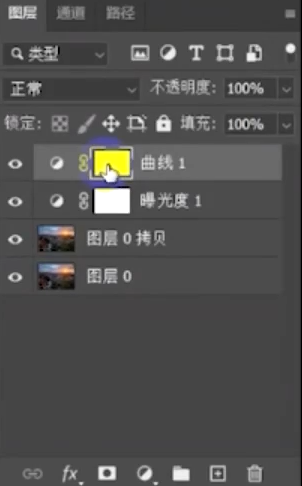 图层 通道 路径
类型
正常 不透明度: 100%
锁定: 填充: 100%
曲线 1
曝光度 1
图层 0 拷贝
图层 0
fx